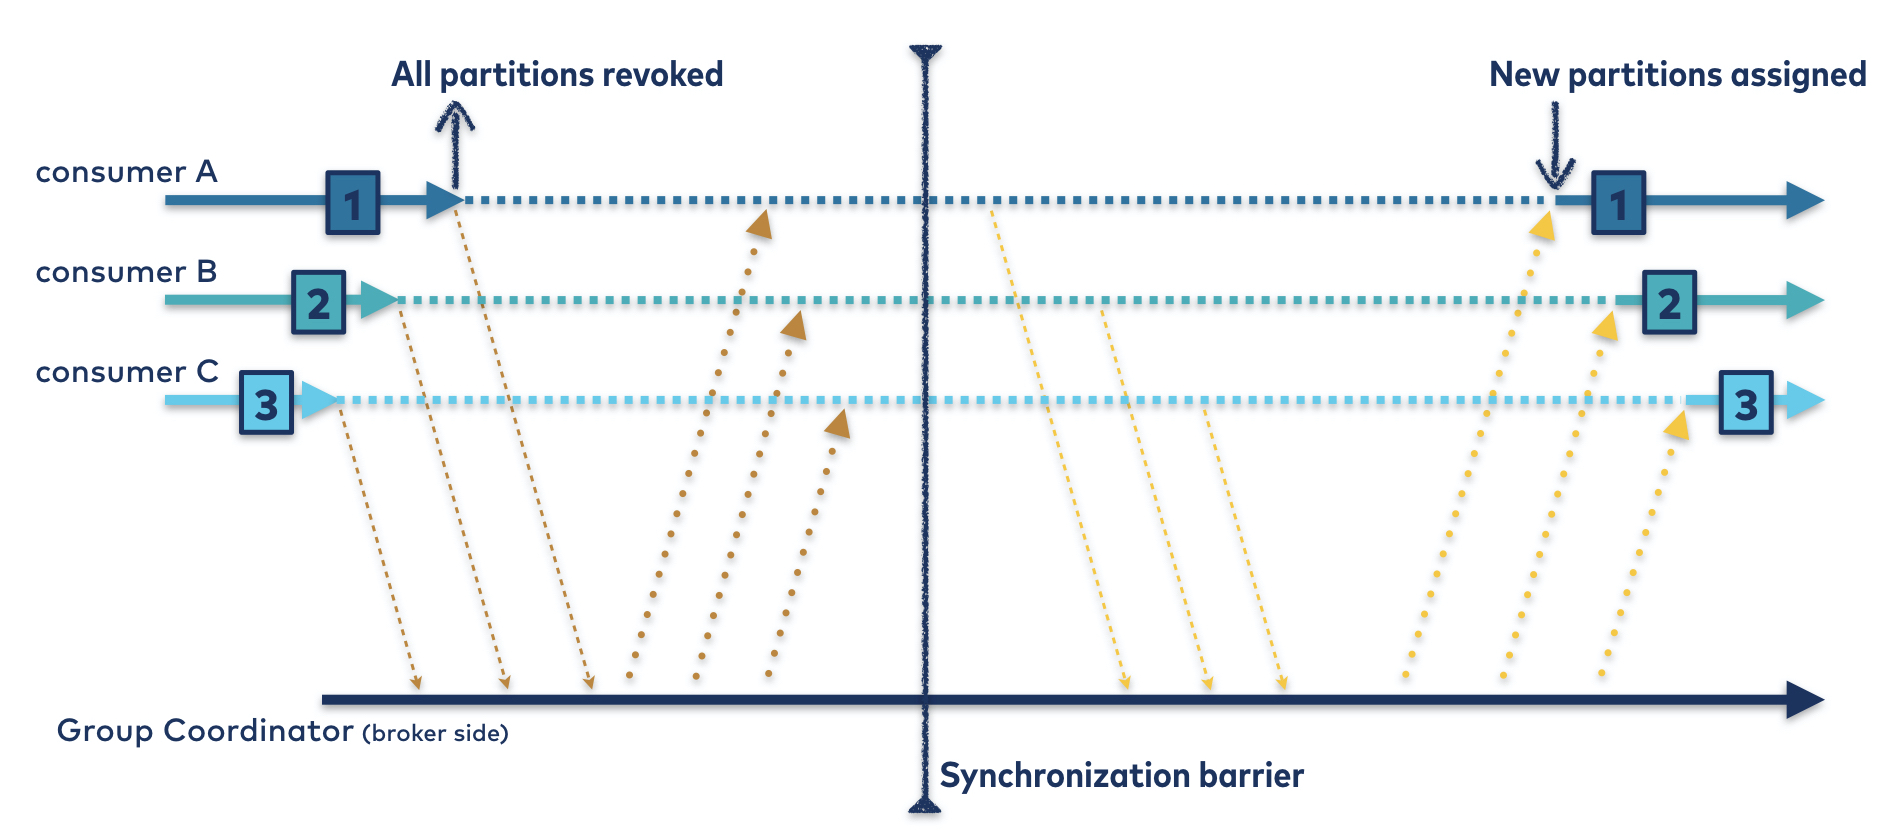 All partitions revoked
New partitions assigned
consumer A
1
1
consumer B
2
2
consumer C
3
3
Group Coordinator (broker side)
Synchronization barrier